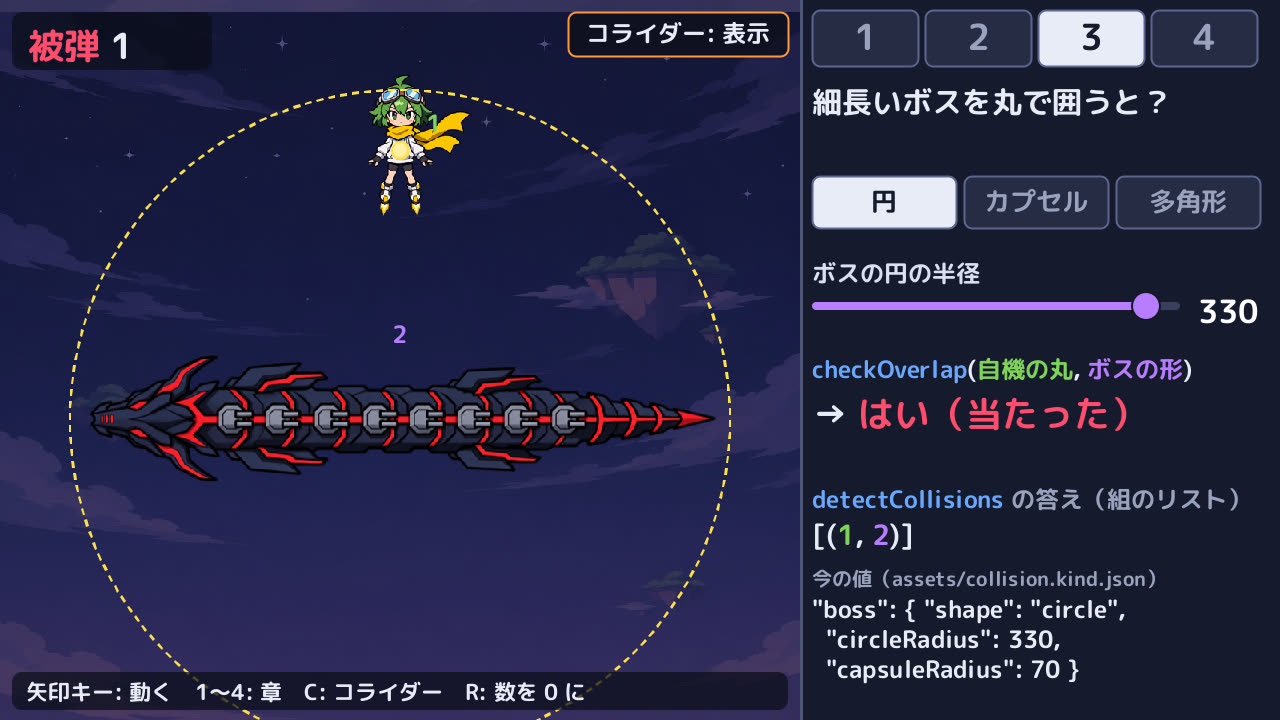 被弾 1
コライダー: 表示
1
2
矢印キー: 動く 1〜4: 章 C: コライダー R: 数を 0 に
1 2 3 4
細長いボスを丸で囲うと？
円 カプセル 多角形
ボスの円の半径
330
checkOverlap(自機の丸, ボスの形)
→ はい（当たった）
detectCollisions の答え（組のリスト）
[(1, 2)]
今の値（assets/collision.kind.json）
"boss": { "shape": "circle",
"circleRadius": 330,
"capsuleRadius": 70 }